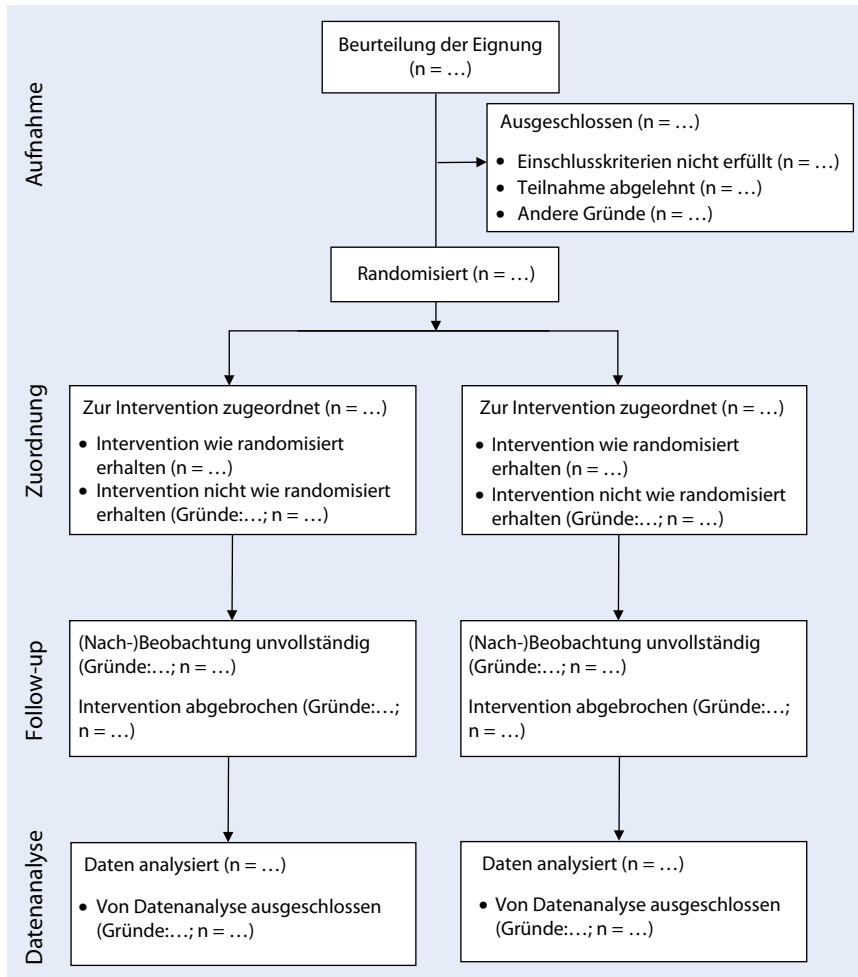 Aufnahme
Beurteilung der Eignung
(n = …)
Ausgeschlossen (n = …)
• Einschlusskriterien nicht erfüllt (n = …)
• Teilnahme abgelehnt (n = …)
• Andere Gründe (n = …)
Randomisiert (n = …)
Zuordnung
Zur Intervention zugeordnet (n = …)
• Intervention wie randomisiert
erhalten (n = …)
• Intervention nicht wie randomisiert
erhalten (Gründe:…; n = …)
Zur Intervention zugeordnet (n = …)
• Intervention wie randomisiert
erhalten (n = …)
• Intervention nicht wie randomisiert
erhalten (Gründe:…; n = …)
Follow-up
(Nach-)Beobachtung unvollständig
(Gründe:…; n = …)
Intervention abgebrochen (Gründe:…;
n = …)
(Nach-)Beobachtung unvollständig
(Gründe:…; n = …)
Intervention abgebrochen (Gründe:…;
n = …)
Datenanalyse
Daten analysiert (n = …)
• Von Datenanalyse ausgeschlossen
(Gründe:…; n = …)
Daten analysiert (n = …)
• Von Datenanalyse ausgeschlossen
(Gründe:…; n = …)